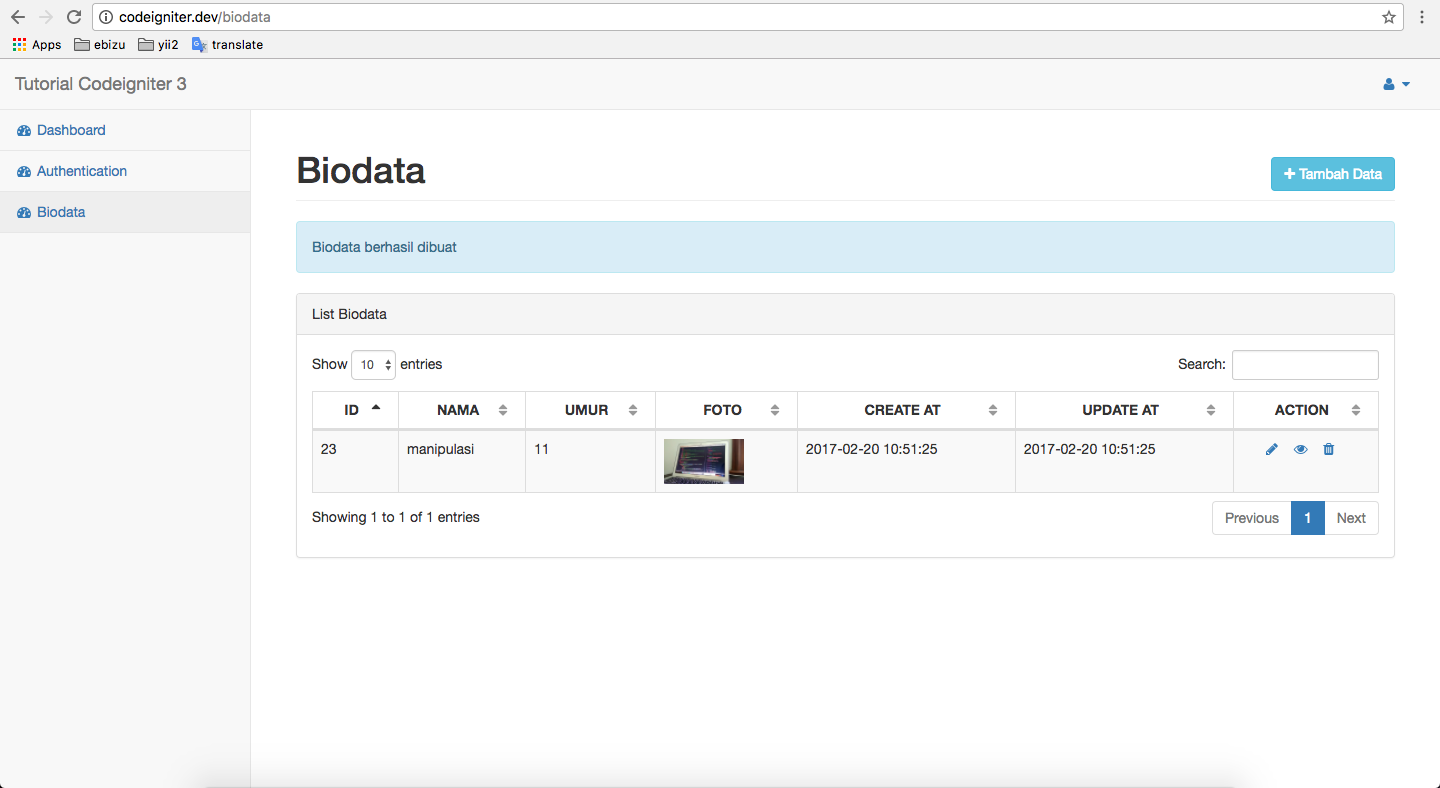 codeigniter.dev/biodata
Apps ebizu yii2 translate
Tutorial Codeigniter 3
Dashboard
Authentication
Biodata
Biodata
Tambah Data
Biodata berhasil dibuat
List Biodata
Show 10 entries Search:
ID NAMA UMUR FOTO CREATE AT UPDATE AT ACTION
23 manipulasi 11 2017-02-20 10:51:25 2017-02-20 10:51:25
Showing 1 to 1 of 1 entries Previous 1 Next